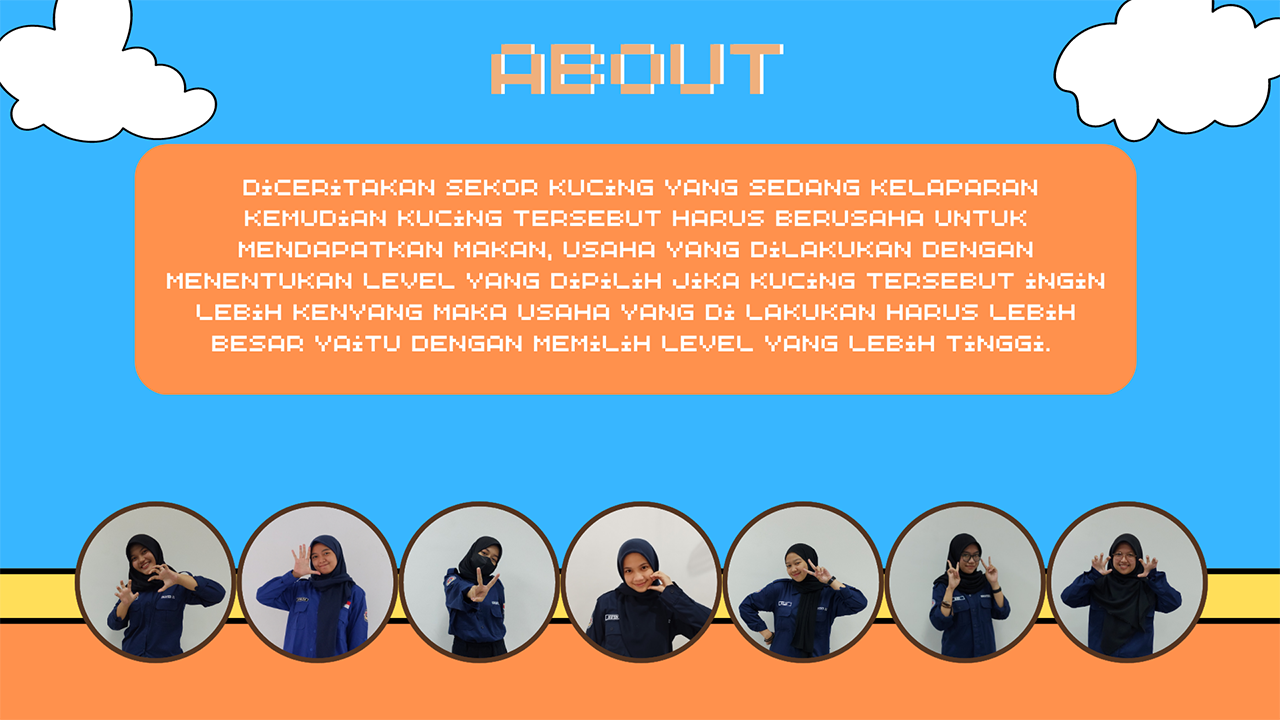 ABOUT
DiCERiTAKAN SEKOR KUCiNG YANG SEDANG KELAPARAN
KEMUDiAN KUCiNG TERSEBUT HARUS BERUSAHA UNTUK
MENDAPATKAN MAKAN, USAHA YANG DiLAKUKAN DENGAN
MENENTUKAN LEVEL YANG DiPiLiH JiKA KUCiNG TERSEBUT iNGiN
LEBiH KENYANG MAKA USAHA YANG Di LAKUKAN HARUS LEBiH
BESAR YAiTU DENGAN MEMiLiH LEVEL YANG LEBiH TiNGGi.